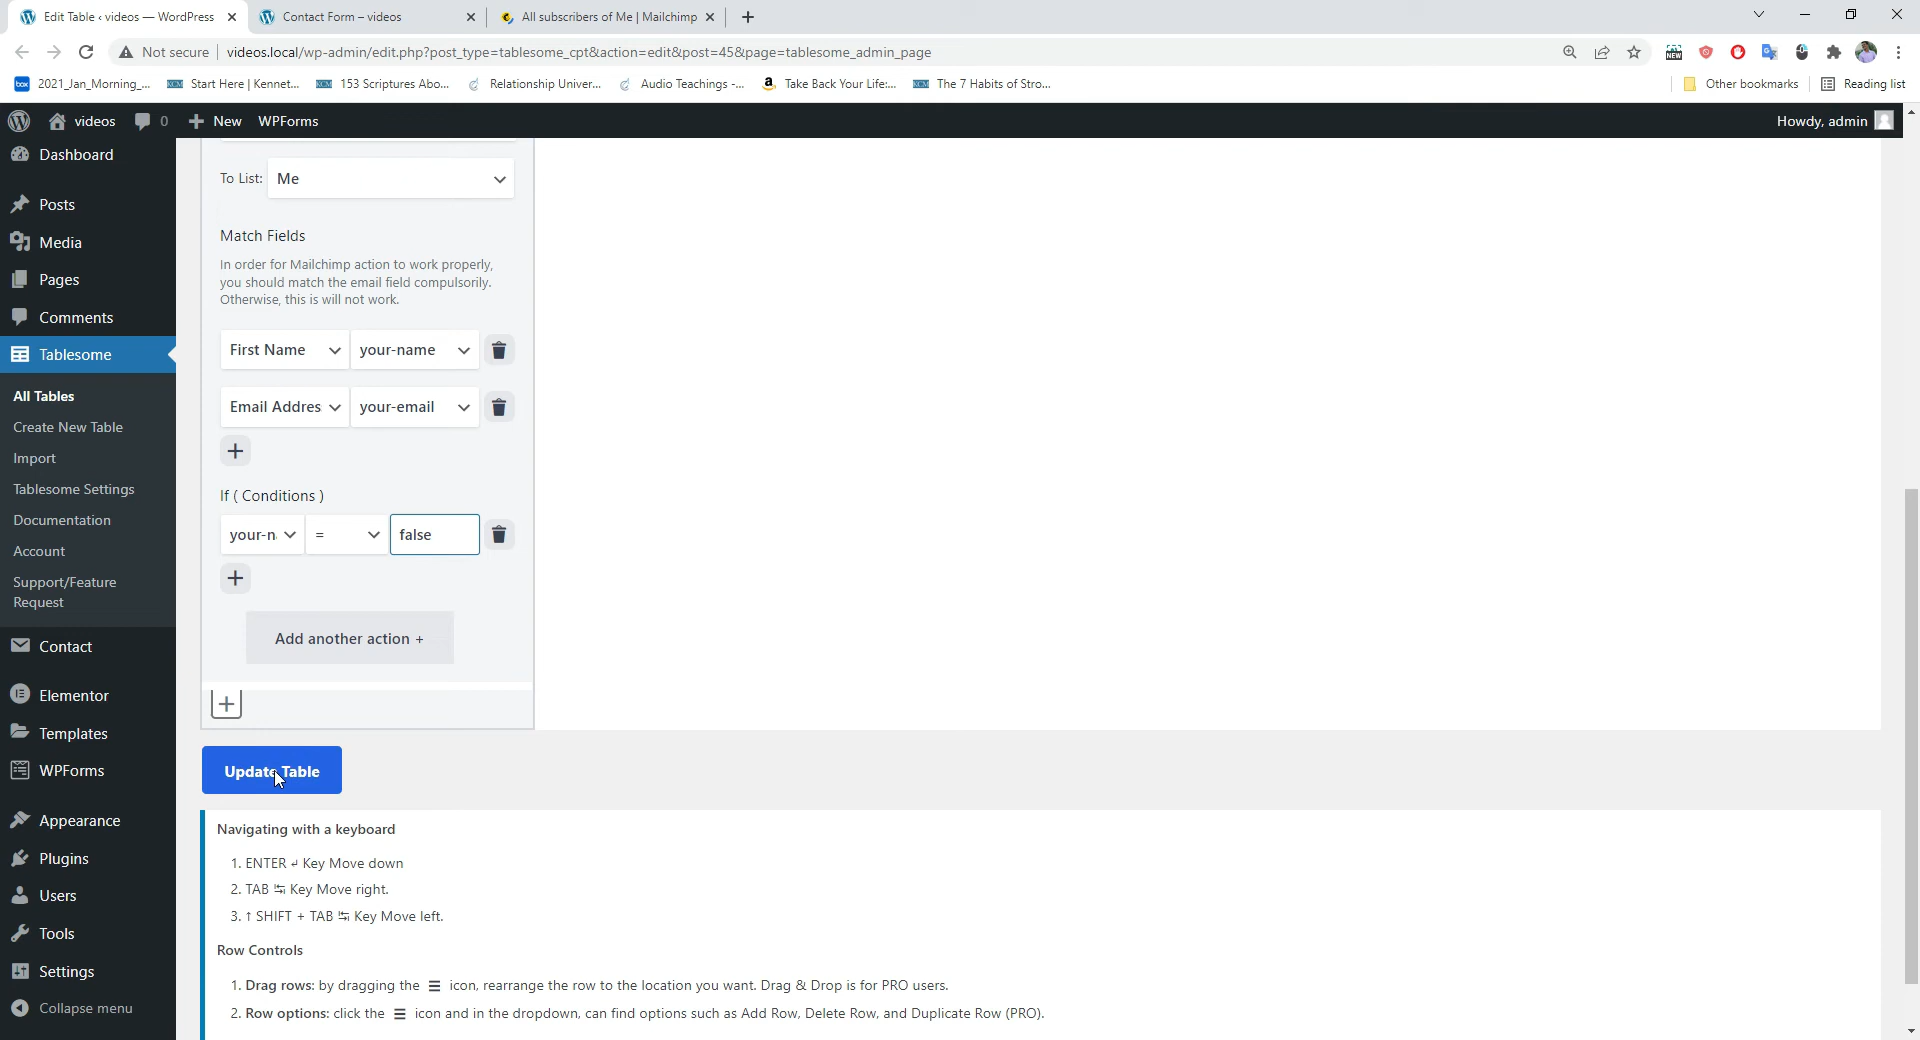 Edit Table ‹ videos — WordPress
Contact Form – videos
All subscribers of Me | Mailchimp
Not secure
videos.local/wp-admin/edit.php?post_type=tablesome_cpt&action=edit&post=45&page=tablesome_admin_page
NEW
box
2021_Jan_Morning_...
KCM
Start Here | Kennet...
KCM
153 Scriptures Abo...
Relationship Univer...
Audio Teachings -...
Take Back Your Life:...
KCM
The 7 Habits of Stro...
Other bookmarks
Reading list
videos
0
New
WPForms
Howdy, admin
Dashboard
Posts
Media
Pages
Comments
Tablesome
All Tables
Create New Table
Import
Tablesome Settings
Documentation
Account
Support/Feature
Request
Contact
Elementor
Templates
WPForms
Appearance
Plugins
Users
Tools
Settings
Collapse menu
To List:
Me
Match Fields
In order for Mailchimp action to work properly,
you should match the email field compulsorily.
Otherwise, this is will not work.
First Name
your-name
Email Addres
your-email
+
If ( Conditions )
your-n
=
false
+
Add another action +
+
Update Table
Navigating with a keyboard
1. ENTER ↵ Key Move down
2. TAB ↹ Key Move right.
3. ↑ SHIFT + TAB ↹ Key Move left.
Row Controls
1. Drag rows: by dragging the ☰ icon, rearrange the row to the location you want. Drag & Drop is for PRO users.
2. Row options: click the ☰ icon and in the dropdown, can find options such as Add Row, Delete Row, and Duplicate Row (PRO).